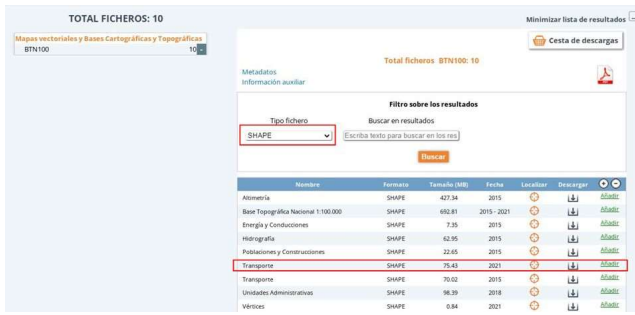 TOTAL FICHEROS: 10
Minimizar lista de resultados
Mapas vectoriales y Bases Cartográficas y Topográficas
BTN100 10 -
Cesta de descargas
Total ficheros BTN100: 10
Metadatos
Información auxiliar
Filtro sobre los resultados
Tipo fichero Buscar en resultados
SHAPE Escriba texto para buscar en los res
Buscar
Nombre Formato Tamaño (MB) Fecha Localizar Descargar
Altimetría SHAPE 427.34 2015 Añadir
Base Topográfica Nacional 1:100.000 SHAPE 692.81 2015 - 2021 Añadir
Energía y Conducciones SHAPE 7.35 2015 Añadir
Hidrografía SHAPE 62.95 2015 Añadir
Poblaciones y Construcciones SHAPE 22.65 2015 Añadir
Transporte SHAPE 75.43 2021 Añadir
Transporte SHAPE 70.02 2015 Añadir
Unidades Administrativas SHAPE 98.39 2018 Añadir
Vértices SHAPE 0.84 2021 Añadir